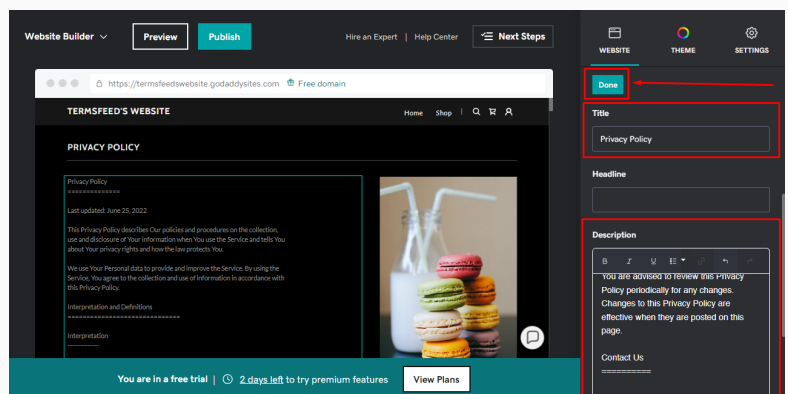 Website Builder
Preview
Publish
Hire an Expert | Help Center
Next Steps
https://termsfeedswebsite.godaddysites.com
Free domain
TERMSFEED'S WEBSITE
Home Shop |
PRIVACY POLICY
Privacy Policy
==============
Last updated: June 25, 2022
This Privacy Policy describes Our policies and procedures on the collection,
use and disclosure of Your information when You use the Service and tells You
about Your privacy rights and how the law protects You.
We use Your Personal data to provide and improve the Service. By using the
Service, You agree to the collection and use of information in accordance with
this Privacy Policy.
Interpretation and Definitions
==============================
Interpretation
--------------
You are in a free trial | 2 days left to try premium features
View Plans
WEBSITE
THEME
SETTINGS
Done
Title
Privacy Policy
Headline
Description
B I U
You are advised to review this Privacy
Policy periodically for any changes.
Changes to this Privacy Policy are
effective when they are posted on this
page.
Contact Us
==========